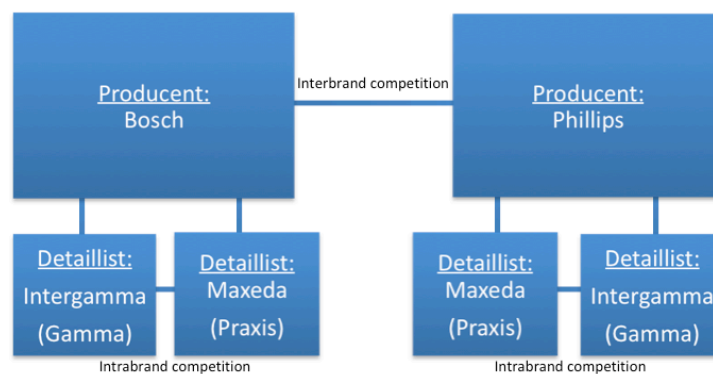 Producent:
Bosch
Interbrand competition
Producent:
Phillips
Detaillist:
Intergamma
(Gamma)
Detaillist:
Maxeda
(Praxis)
Detaillist:
Maxeda
(Praxis)
Detaillist:
Intergamma
(Gamma)
Intrabrand competition
Intrabrand competition